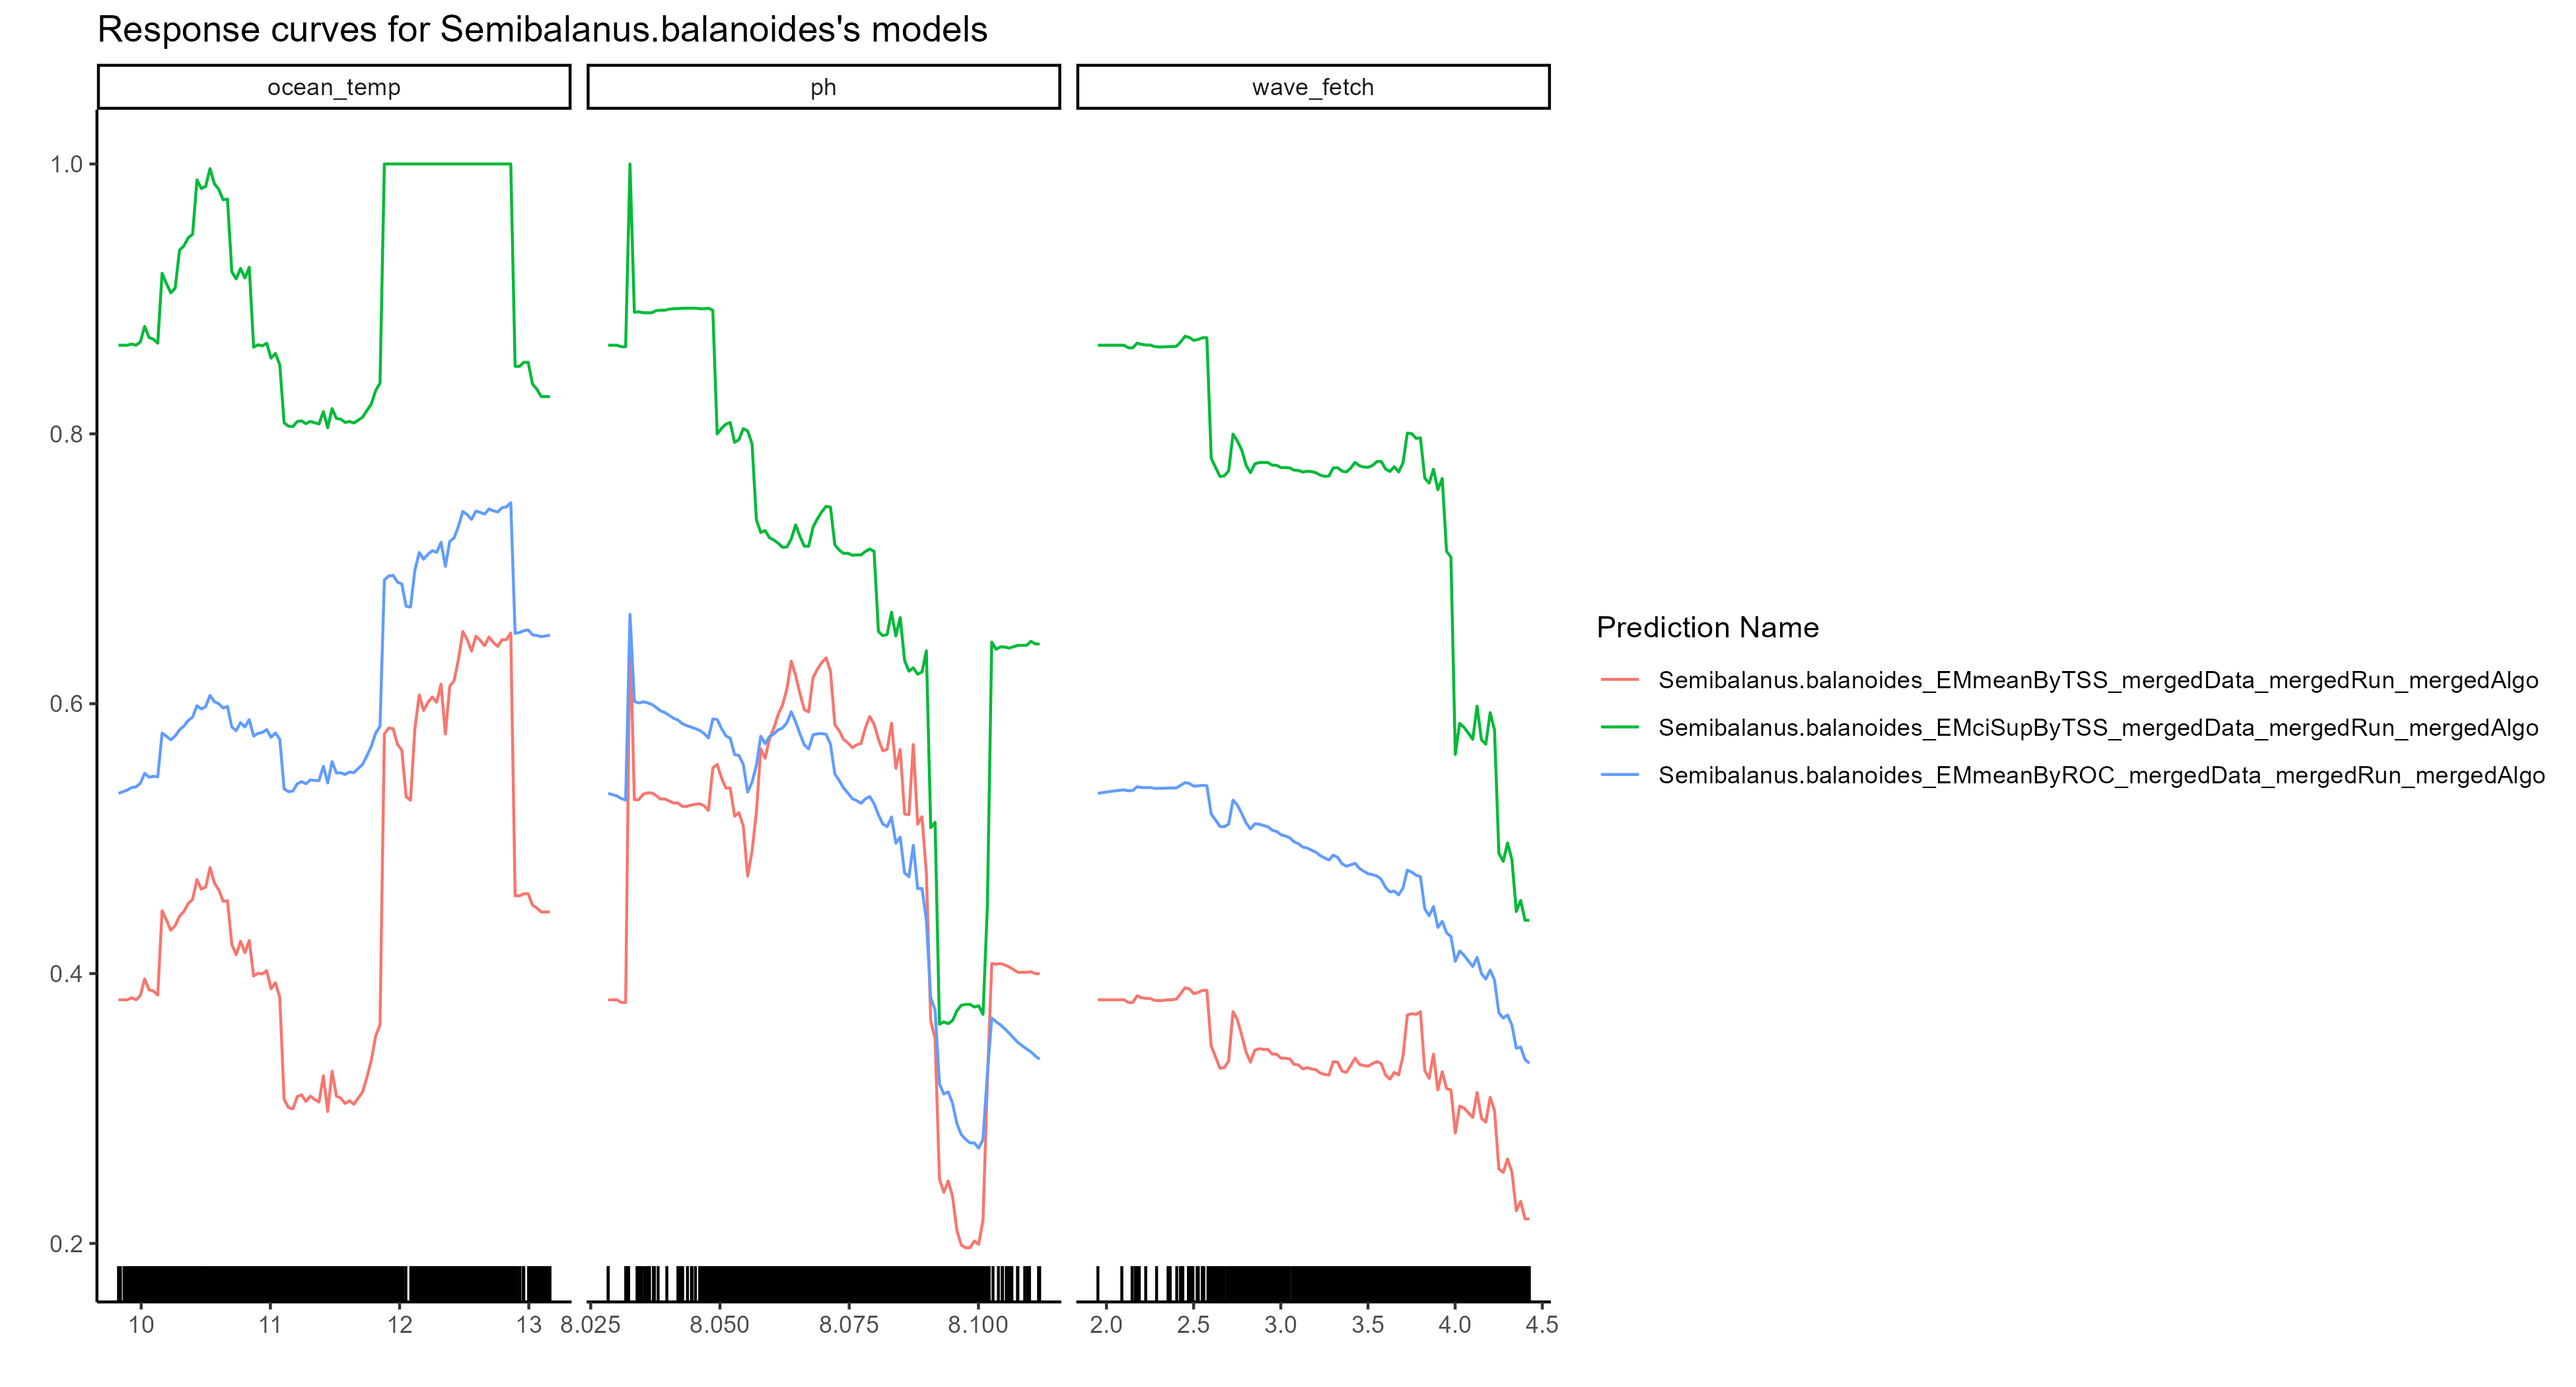 Response curves for Semibalanus.balanoides's models
ocean_temp
ph
wave_fetch
1.0
0.8
0.6
0.4
0.2
10 11 12 13 8.025 8.050 8.075 8.100 2.0 2.5 3.0 3.5 4.0 4.5
Prediction Name
Semibalanus.balanoides_EMmeanByTSS_mergedData_mergedRun_mergedAlgo
Semibalanus.balanoides_EMciSupByTSS_mergedData_mergedRun_mergedAlgo
Semibalanus.balanoides_EMmeanByROC_mergedData_mergedRun_mergedAlgo